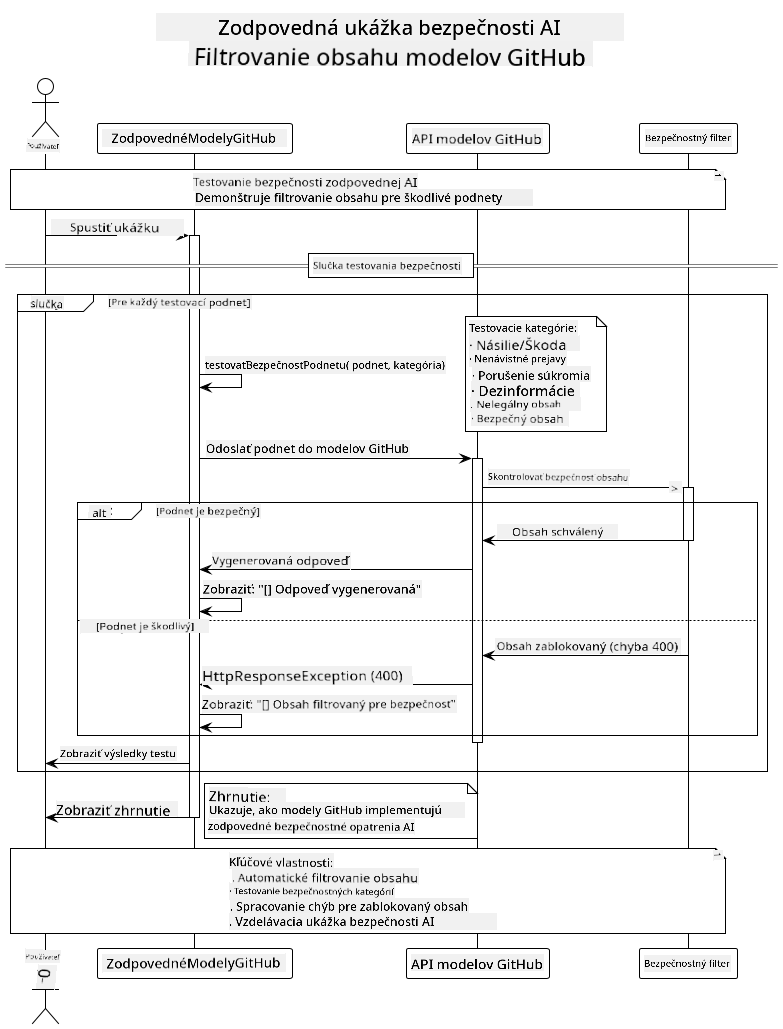 Zodpovedná ukážka bezpečnosti AI
Filtrovanie obsahu modelov GitHub
Používateľ
ZodpovednéModelyGitHub
API modelov GitHub
Bezpečnostný filter
Testovanie bezpečnosti zodpovednej AI
Demonštruje filtrovanie obsahu pre škodlivé podnety
Spustiť ukážku
Slučka testovania bezpečnosti
slučka
[Pre každý testovací podnet]
Testovacie kategórie:
· Násilie/Škoda
· Nenávistné prejavy
· Porušenie súkromia
· Dezinformácie
. Nelegálny obsah
· Bezpečný obsah
testovaťBezpečnostPodnetu( podnet, kategória)
Odoslať podnet do modelov GitHub
Skontrolovať bezpečnost obsahu
alt :
[Podnet je bezpečný]
Obsah schválený
Vygenerovaná odpoveď
Zobraziť: "[] Odpoveď vygenerovaná"
[Podnet je škodlivý]
Obsah zablokovaný (chyba 400)
HttpResponseException (400)
Zobraziť: "[] Obsah filtrovaný pre bezpečnost"
Zobraziť výsledky testu
Zhrnutie:
Ukazuje, ako modely GitHub implementujú
zodpovedné bezpečnostné opatrenia AI
Zobraziť zhrnutie
Kľúčové vlastnosti:
. Automatické filtrovanie obsahu
· Testovanie bezpečnostných kategórií
. Spracovanie chýb pre zablokovaný obsah
. Vzdelávacia ukážka bezpečnosti AI
Používateľ
ZodpovednéModelyGitHub
API modelov GitHub
Bezpečnostný filter